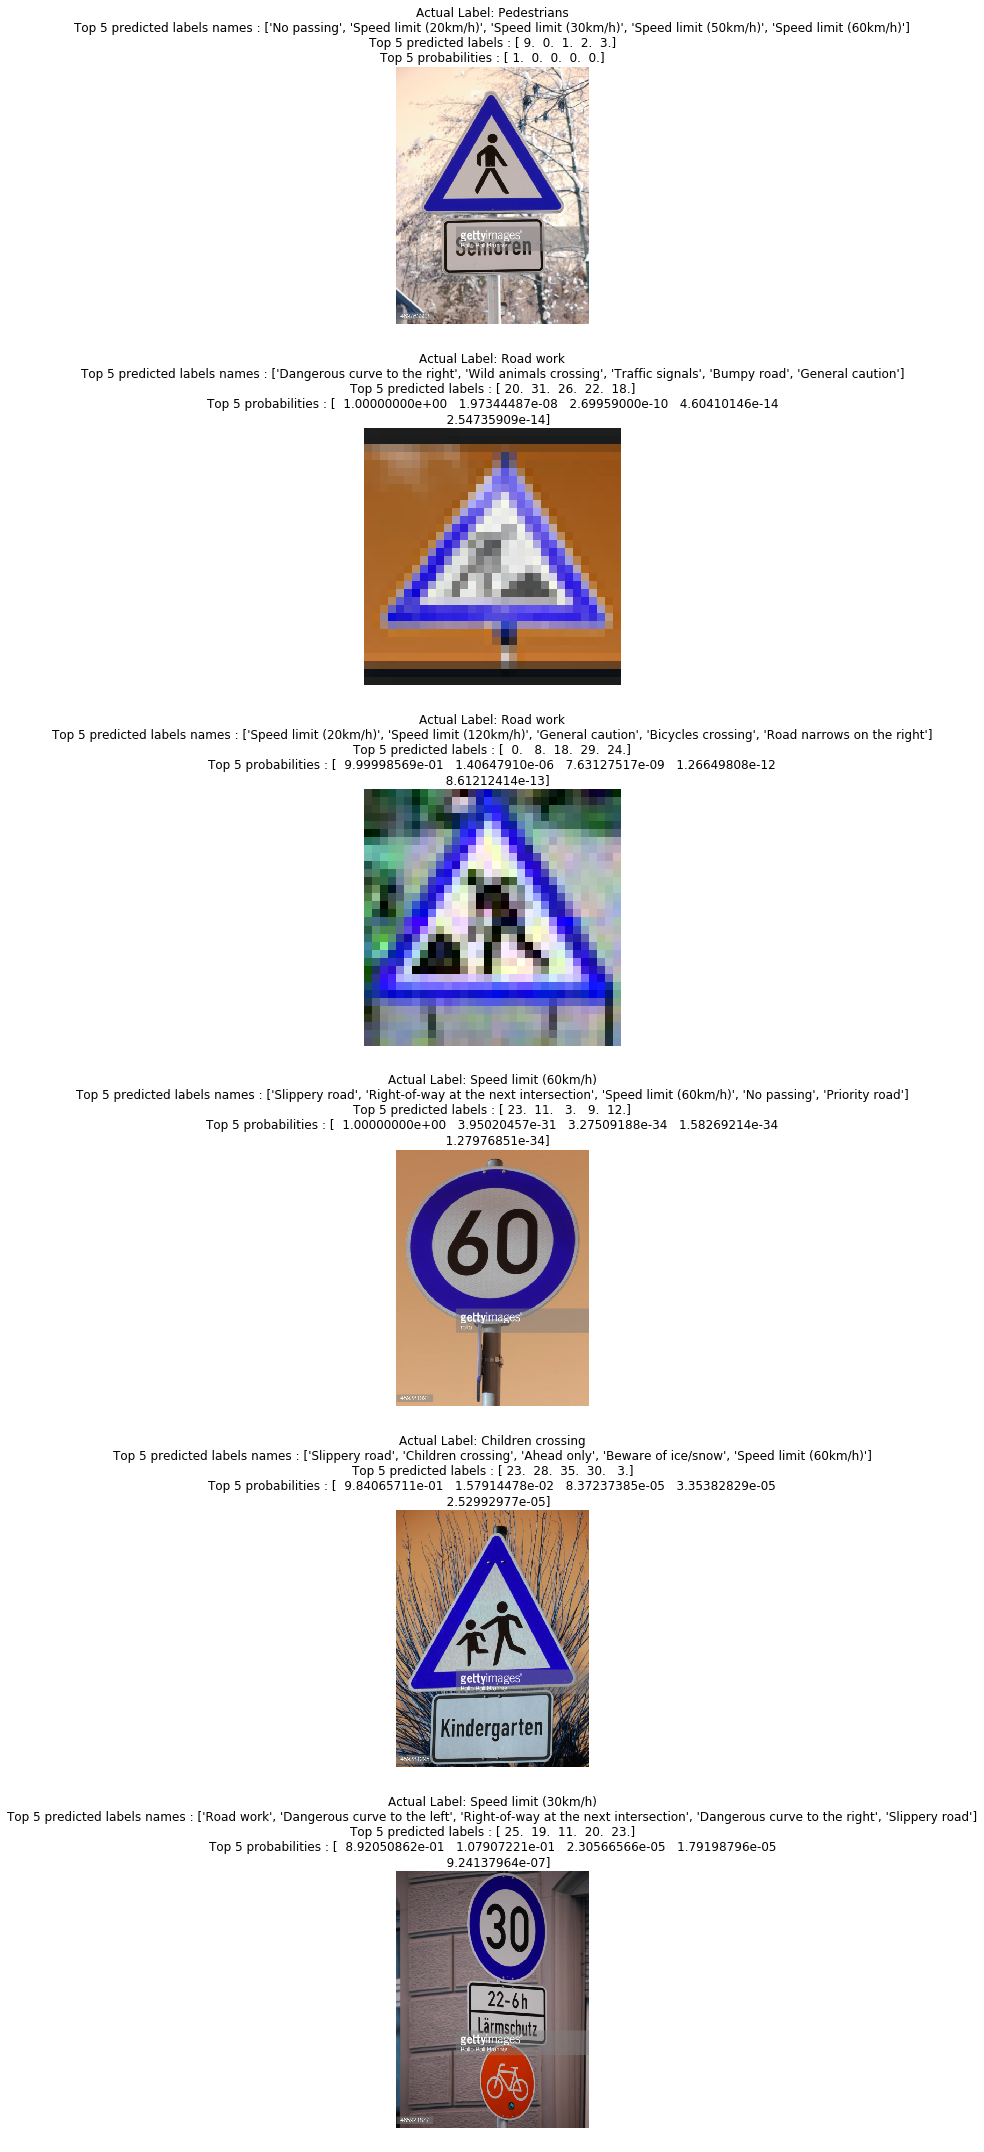 Actual Label: Pedestrians
Top 5 predicted labels names : ['No passing', 'Speed limit (20km/h)', 'Speed limit (30km/h)', 'Speed limit (50km/h)', 'Speed limit (60km/h)']
Top 5 predicted labels : [ 9.  0.  1.  2.  3.]
Top 5 probabilities : [ 1.  0.  0.  0.  0.]
gettyimages
Senioren
Actual Label: Road work
Top 5 predicted labels names : ['Dangerous curve to the right', 'Wild animals crossing', 'Traffic signals', 'Bumpy road', 'General caution']
Top 5 predicted labels : [ 20.  31.  26.  22.  18.]
Top 5 probabilities : [  1.00000000e+00   1.97344487e-08   2.69959000e-10   4.60410146e-14
2.54735909e-14]
Actual Label: Road work
Top 5 predicted labels names : ['Speed limit (20km/h)', 'Speed limit (120km/h)', 'General caution', 'Bicycles crossing', 'Road narrows on the right']
Top 5 predicted labels : [  0.   8.  18.  29.  24.]
Top 5 probabilities : [  9.99998569e-01   1.40647910e-06   7.63127517e-09   1.26649808e-12
8.61212414e-13]
Actual Label: Speed limit (60km/h)
Top 5 predicted labels names : ['Slippery road', 'Right-of-way at the next intersection', 'Speed limit (60km/h)', 'No passing', 'Priority road']
Top 5 predicted labels : [ 23.  11.   3.   9.  12.]
Top 5 probabilities : [  1.00000000e+00   3.95020457e-31   3.27509188e-34   1.58269214e-34
1.27976851e-34]
60
gettyimages
Actual Label: Children crossing
Top 5 predicted labels names : ['Slippery road', 'Children crossing', 'Ahead only', 'Beware of ice/snow', 'Speed limit (60km/h)']
Top 5 predicted labels : [ 23.  28.  35.  30.   3.]
Top 5 probabilities : [  9.84065711e-01   1.57914478e-02   8.37237385e-05   3.35382829e-05
2.52992977e-05]
gettyimages
Kindergarten
Actual Label: Speed limit (30km/h)
Top 5 predicted labels names : ['Road work', 'Dangerous curve to the left', 'Right-of-way at the next intersection', 'Dangerous curve to the right', 'Slippery road']
Top 5 predicted labels : [ 25.  19.  11.  20.  23.]
Top 5 probabilities : [  8.92050862e-01   1.07907221e-01   2.30566566e-05   1.79198796e-05
9.24137964e-07]
30
22-6h
Lärmschutz
gettyimages